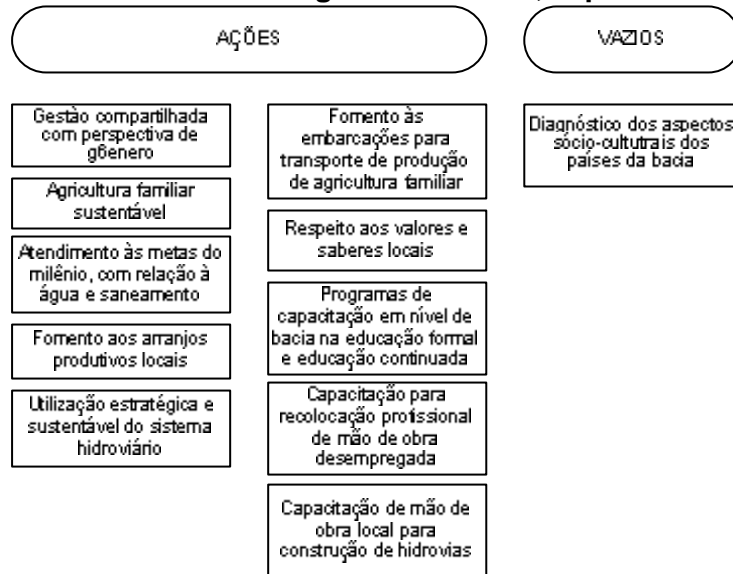 AÇÕES
VAZIOS
Gestão compartilhada
com perspectiva de
g6enero
Agricultura familiar
sustentável
Atendimento às metas do
milênio, com relação à
água e saneamento
Fomento aos arranjos
produtivos locais
Utilização estratégica e
sustentável do sistema
hidroviário
Fomento às
embarcações para
transporte de produção
de agricultura familiar
Respeito aos valores e
saberes locais
Programas de
capacitação em nível de
bacia na educação formal
e educação continuada
Capacitação para
recolocação profissional
de mão de obra
desempregada
Capacitação de mão de
obra local para
construção de hidrovias
Diagnóstico dos aspectos
sócio-cultutrais dos
países da bacia